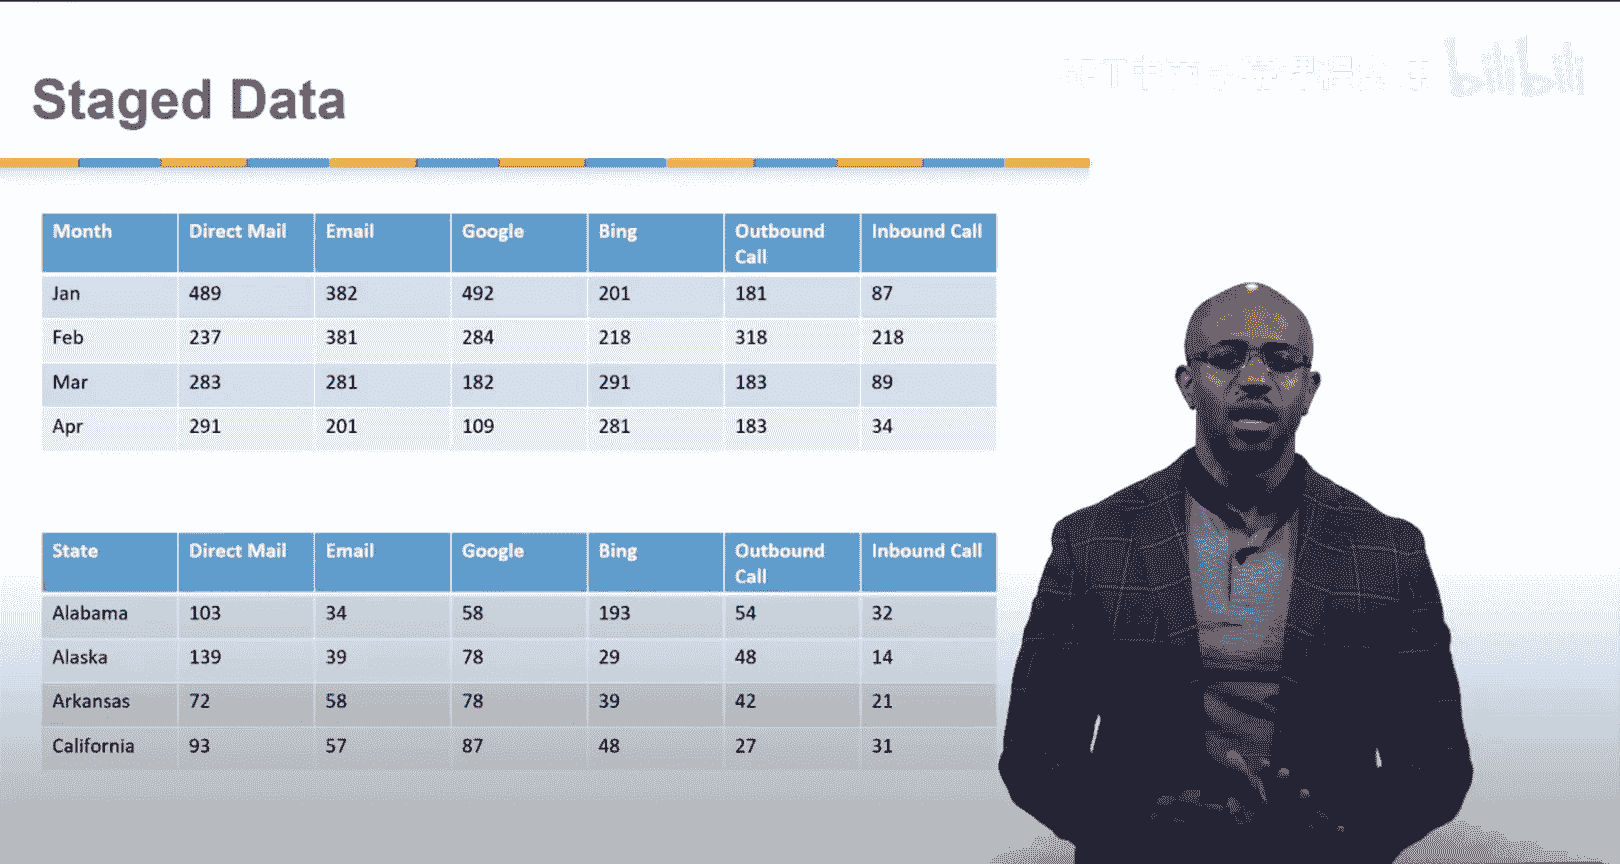 bilibili
Staged Data
Month Direct Mail Email Google Bing Outbound Call Inbound Call
Jan 489 382 492 201 181 87
Feb 237 381 284 218 318 218
Mar 283 281 182 291 183 89
Apr 291 201 109 281 183 34
State Direct Mail Email Google Bing Outbound Call Inbound Call
Alabama 103 34 58 193 54 32
Alaska 139 39 78 29 48 14
Arkansas 72 58 78 39 42 21
California 93 57 87 48 27 31